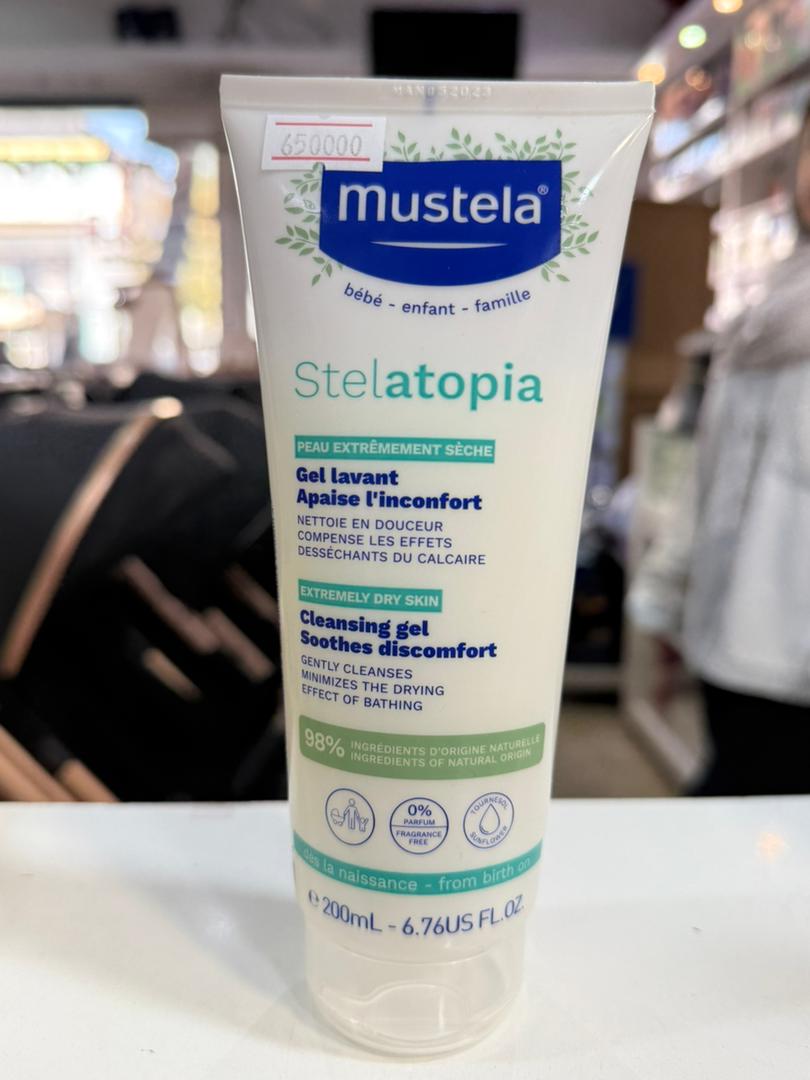 MAN052023
650000
mustela®
bébé - enfant - famille
Stelatopia
PEAU EXTRÊMEMENT SÈCHE
Gel lavant
Apaise l'inconfort
NETTOIE EN DOUCEUR
COMPENSE LES EFFETS
DESSÉCHANTS DU CALCAIRE
EXTREMELY DRY SKIN
Cleansing gel
Soothes discomfort
GENTLY CLEANSES
MINIMIZES THE DRYING
EFFECT OF BATHING
98% INGRÉDIENTS D'ORIGINE NATURELLE
INGREDIENTS OF NATURAL ORIGIN
0%
PARFUM
FRAGRANCE
FREE
TOURNESOL
SUNFLOWER
dès la naissance - from birth on
℮ 200mL - 6.76US FL.OZ.